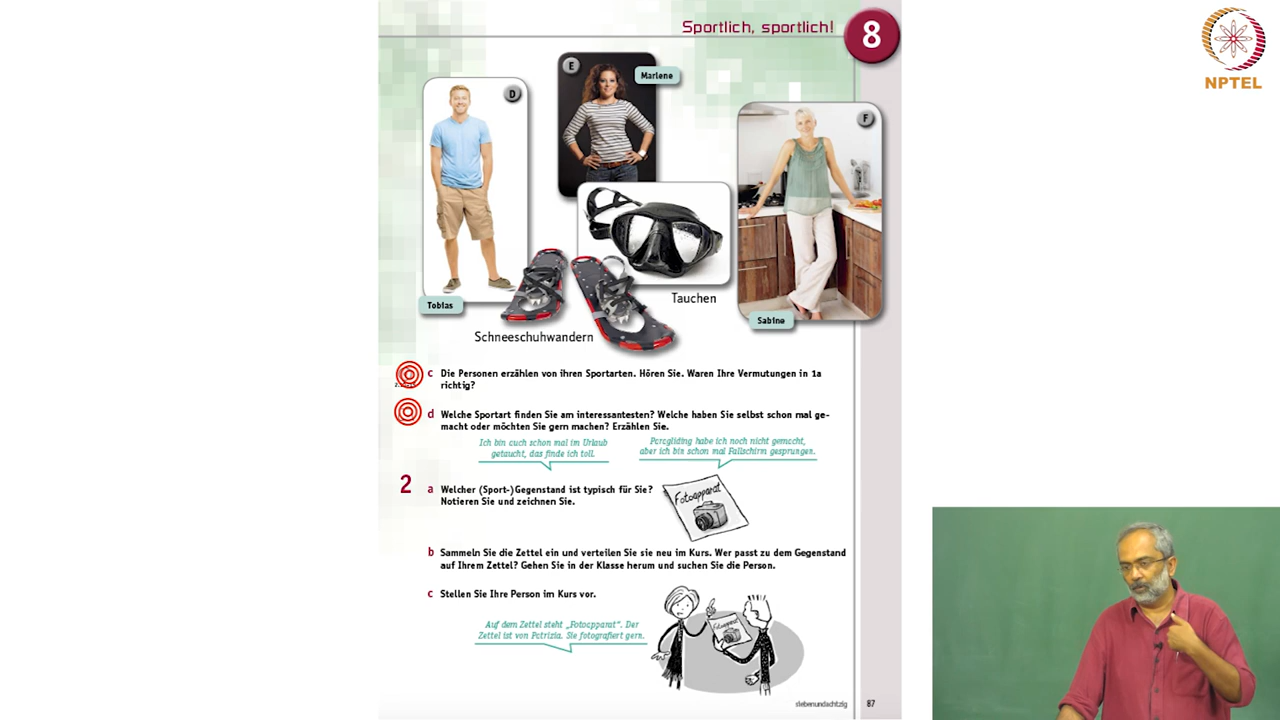 Sportlich, sportlich!
8
NPTEL
E
Marlene
D
F
Tobias
Tauchen
Sabine
Schneeschuhwandern
c Die Personen erzählen von ihren Sportarten. Hören Sie. Waren Ihre Vermutungen in 1a
richtig?
d Welche Sportart finden Sie am interessantesten? Welche haben Sie selbst schon mal ge-
macht oder möchten Sie gern machen? Erzählen Sie.
Ich bin auch schon mal im Urlaub
getaucht, das finde ich toll.
Paragliding habe ich noch nicht gemacht,
aber ich bin schon mal Fallschirm gesprungen.
2 a Welcher (Sport-)Gegenstand ist typisch für Sie?
Notieren Sie und zeichnen Sie.
Fotoapparat
b Sammeln Sie die Zettel ein und verteilen Sie sie neu im Kurs. Wer passt zu dem Gegenstand
auf Ihrem Zettel? Gehen Sie in der Klasse herum und suchen Sie die Person.
c Stellen Sie Ihre Person im Kurs vor.
Auf dem Zettel steht „Fotoapparat“. Der
Zettel ist von Patrizia. Sie fotografiert gern.
Fotoapparat
siebenundachtzig 87